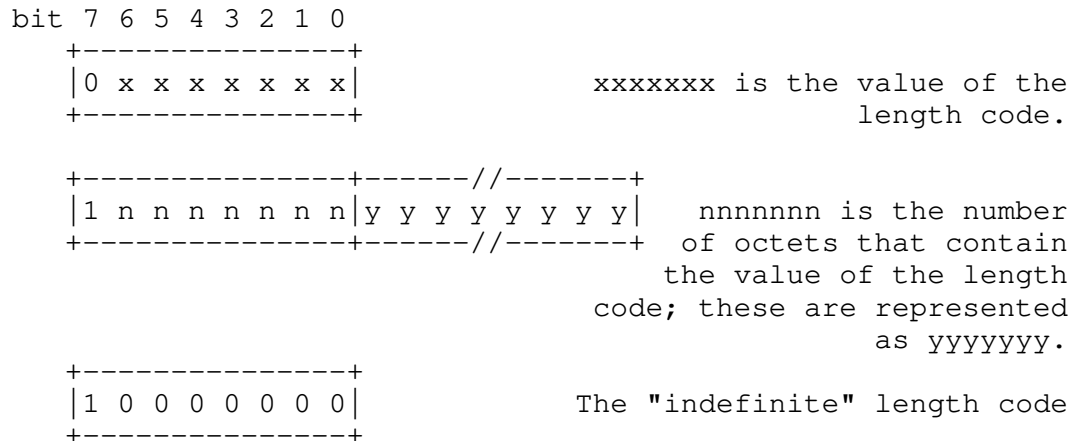 bit 7 6 5 4 3 2 1 0
+---------------+
|0 x x x x x x x| xxxxxxx is the value of the
+---------------+ length code.
+---------------+------//-------+
|1 n n n n n n n|y y y y y y y y| nnnnnnn is the number
+---------------+------//-------+ of octets that contain
the value of the length
code; these are represented
as yyyyyyy.
+---------------+
|1 0 0 0 0 0 0 0| The "indefinite" length code
+---------------+